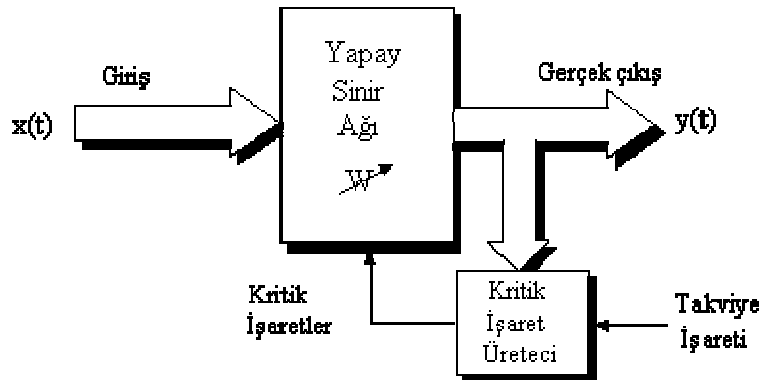 Giriş
x(t)
Yapay
Sinir
Ağı
W
Gerçek çıkış
y(t)
Kritik
İşaretler
Kritik
İşaret
Üreteci
Takviye
İşareti